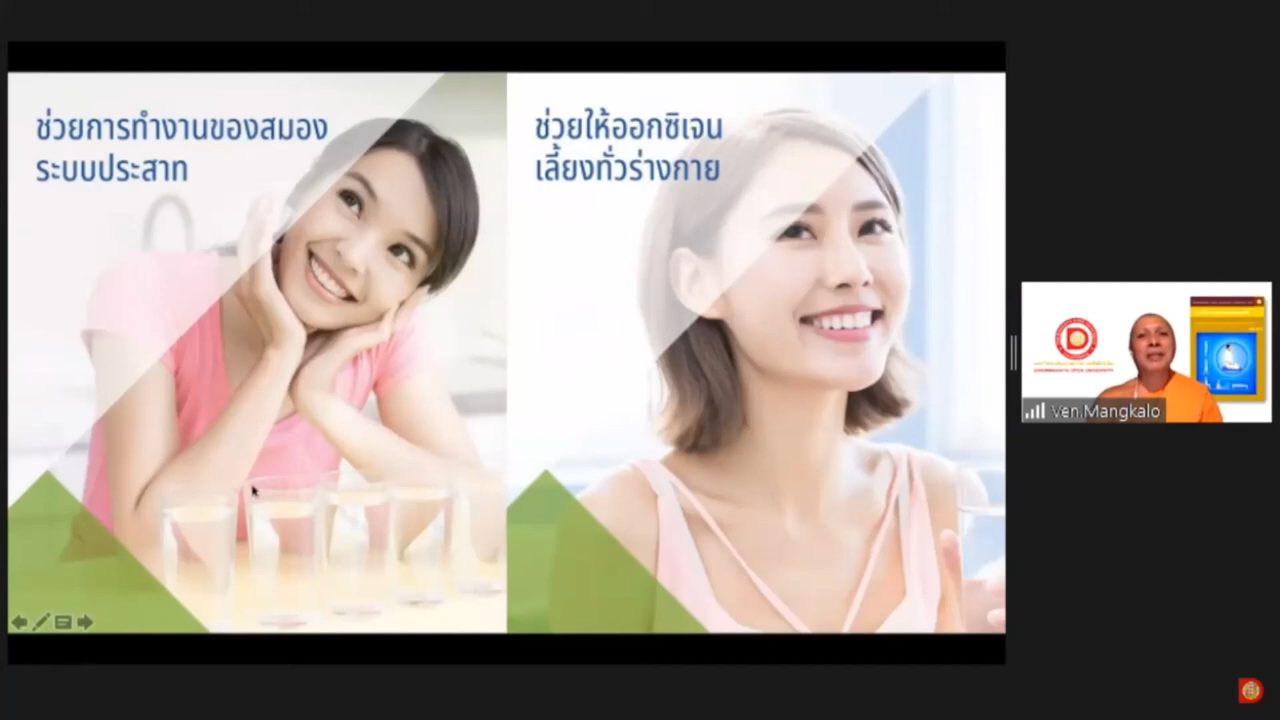 ช่วยการทำงานของสมอง
ระบบประสาท
ช่วยให้ออกซิเจน
เลี้ยงทั่วร่างกาย
Ven.Mangkalo